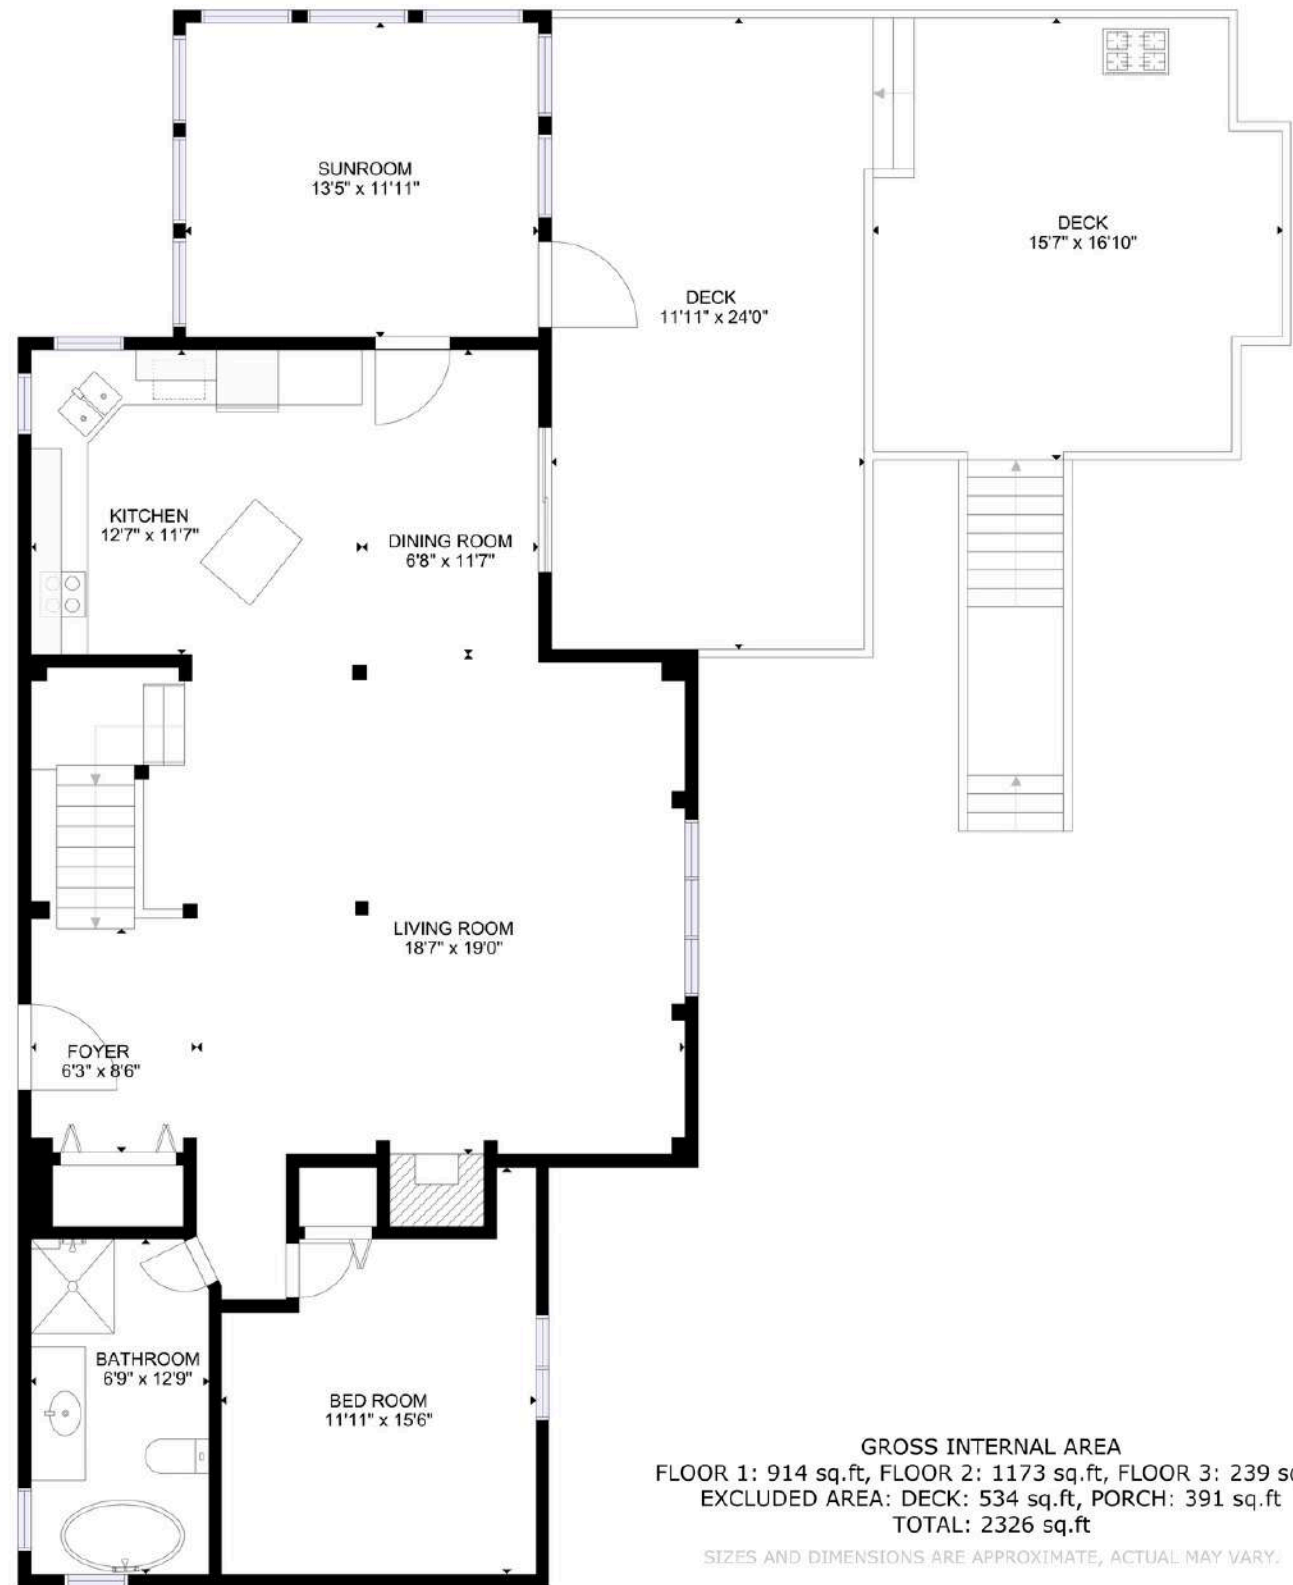 SUNROOM
13'5" x 11'11"
DECK
15'7" x 16'10"
DECK
11'11" x 24'0"
KITCHEN
12'7" x 11'7"
DINING ROOM
6'8" x 11'7"
LIVING ROOM
18'7" x 19'0"
FOYER
6'3" x 8'6"
BATHROOM
6'9" x 12'9"
BED ROOM
11'11" x 15'6"
GROSS INTERNAL AREA
FLOOR 1: 914 sq.ft, FLOOR 2: 1173 sq.ft, FLOOR 3: 239
EXCLUDED AREA: DECK: 534 sq.ft, PORCH: 391 sq.ft
TOTAL: 2326 sq.ft
SIZES AND DIMENSIONS ARE APPROXIMATE, ACTUAL MAY VARY.